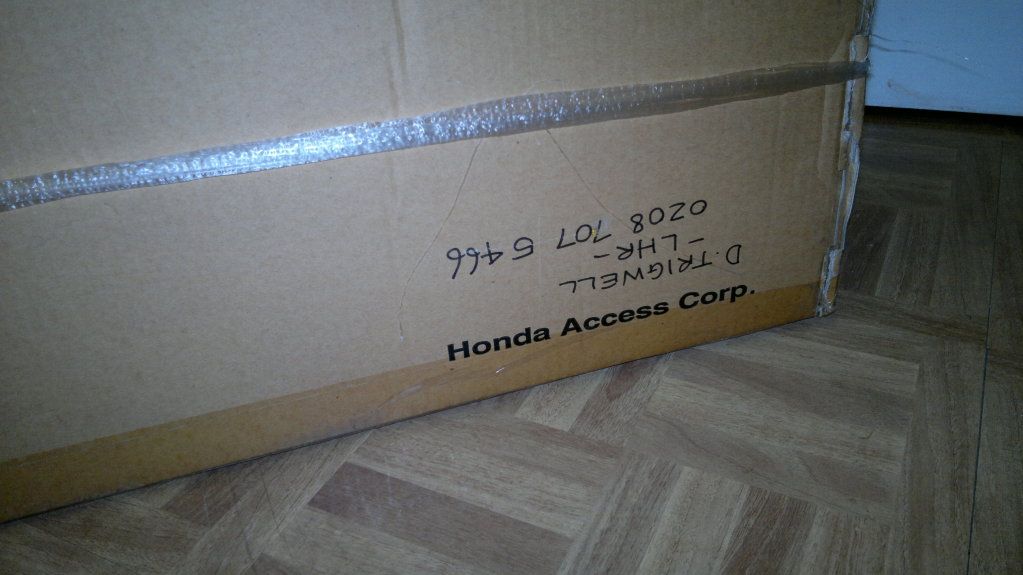 D. TRIGWELL
- LHR -
0208 707 5466
Honda Access Corp.